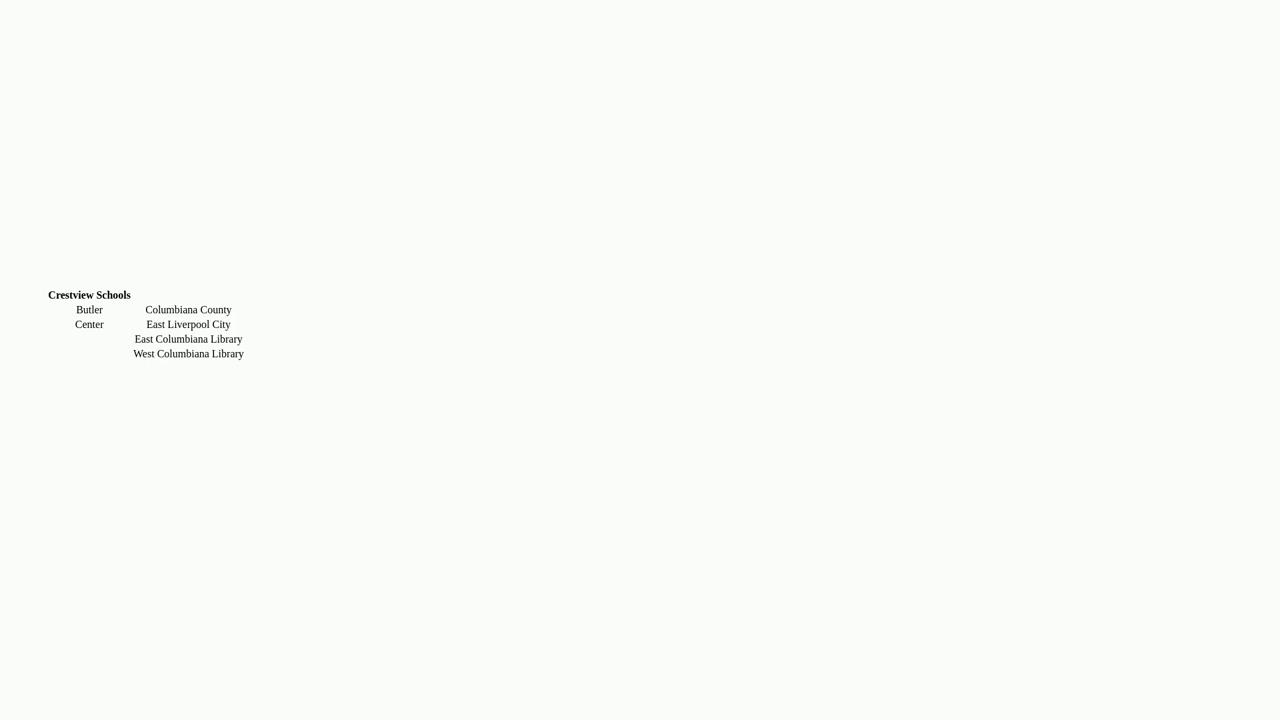 Crestview Schools
Butler Columbiana County
Center East Liverpool City
East Columbiana Library
West Columbiana Library